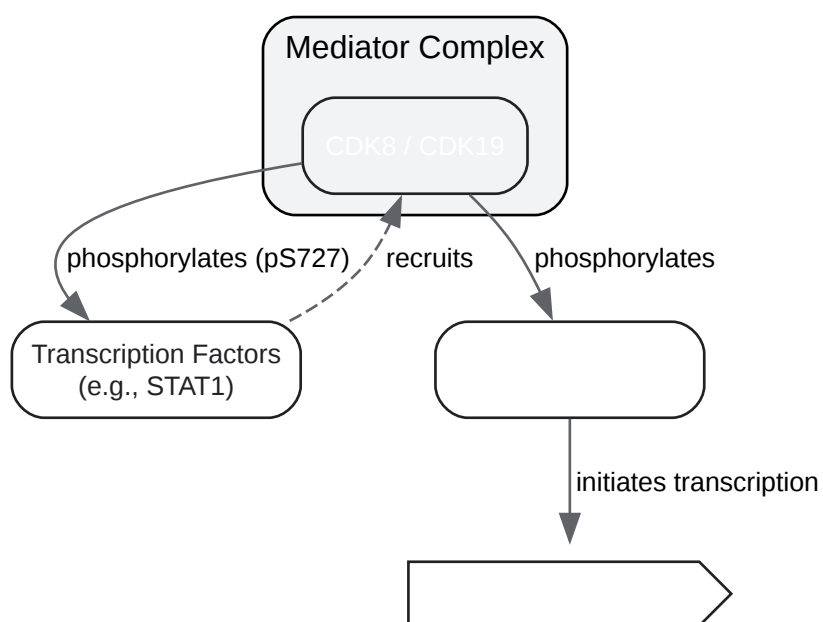 Mediator Complex
CDK8 / CDK19
phosphorylates (pS727)
recruits
phosphorylates
Transcription Factors
(e.g., STAT1)
initiates transcription